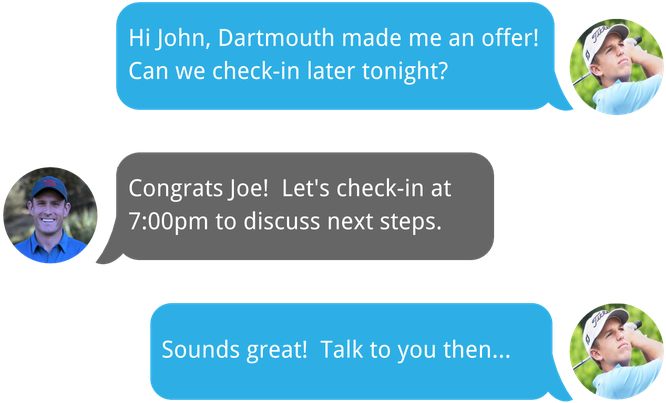 Hi John, Dartmouth made me an offer!
Can we check-in later tonight?
Congrats Joe!  Let's check-in at
7:00pm to discuss next steps.
Sounds great!  Talk to you then...